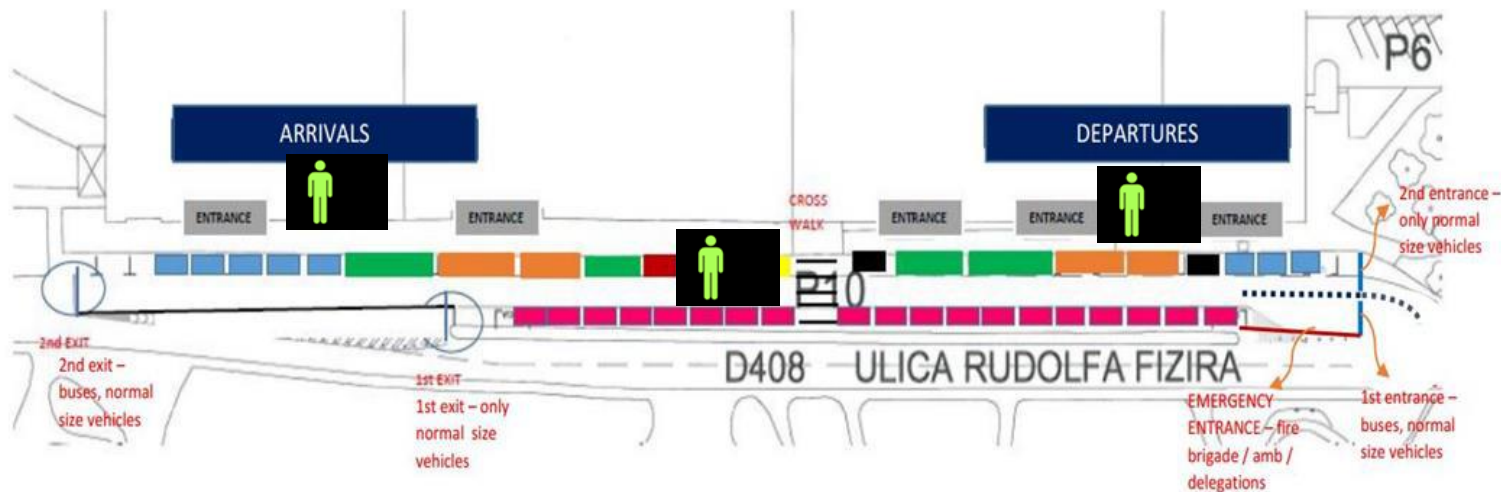 P6
ARRIVALS
DEPARTURES
ENTRANCE
ENTRANCE
CROSS
WALK
ENTRANCE
ENTRANCE
ENTRANCE
2nd entrance –
only normal
size vehicles
P10
D408 ULICA RUDOLFA FIZIRA
2nd EXIT
2nd exit –
buses, normal
size vehicles
1st EXIT
1st exit – only
normal size
vehicles
EMERGENCY
ENTRANCE – fire
brigade / amb /
delegations
1st entrance –
buses, normal
size vehicles